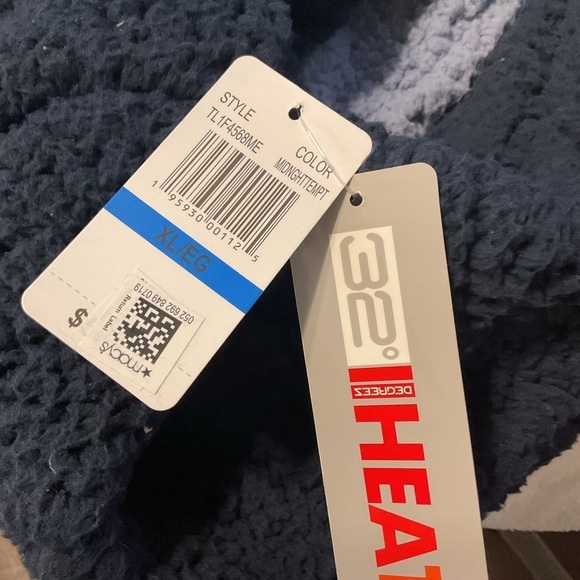 STYLE
TL1F4568ME
COLOR
MIDNGHTTEMPT
1 95930 00112 5
XL/EG
$
052 692 849 0719
Return Label
★macy's
32°
DEGREES
HEAT